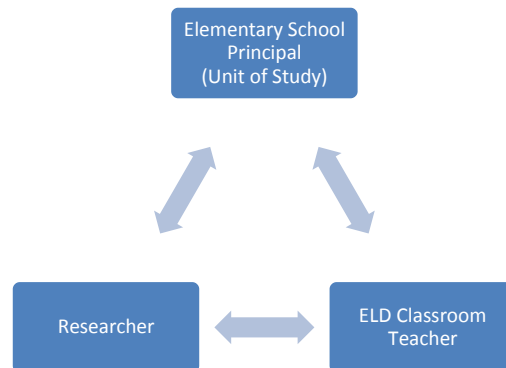 Elementary School
Principal
(Unit of Study)
Researcher
ELD Classroom
Teacher